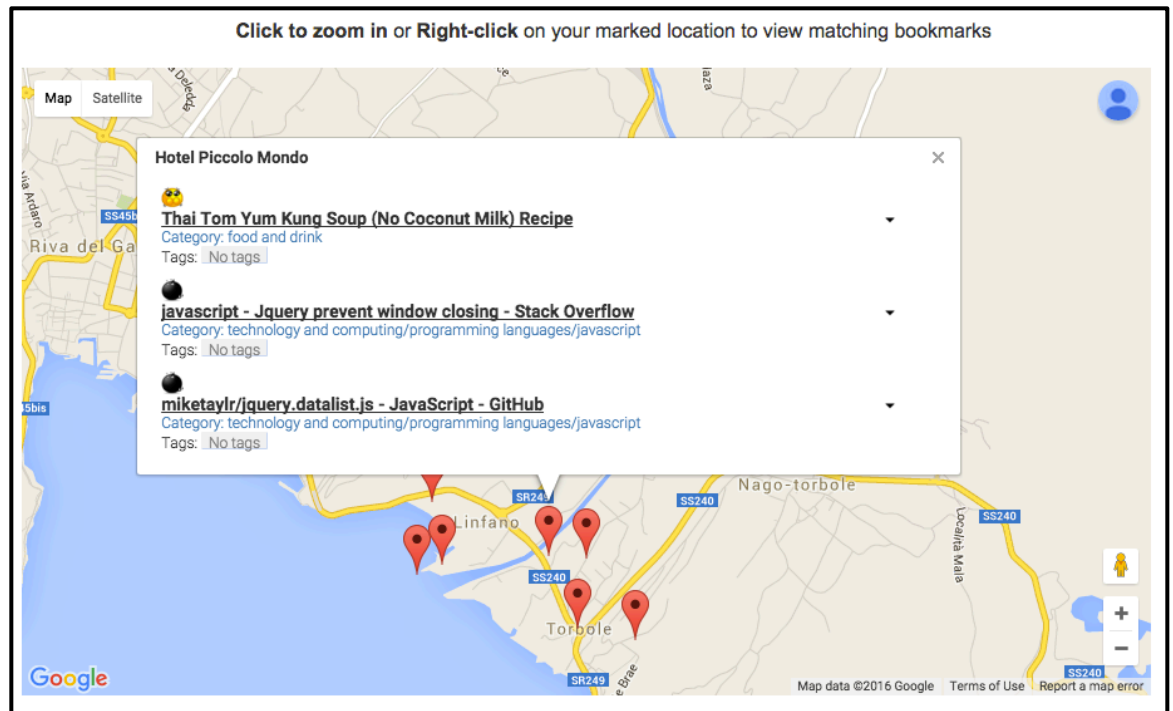 Click to zoom in or Right-click on your marked location to view matching bookmarks
Map Satellite
Via Ardaro
SS45b
Riva del Ga
Hotel Piccolo Mondo
Thai Tom Yum Kung Soup (No Coconut Milk) Recipe
Category: food and drink
Tags: No tags
javascript - Jquery prevent window closing - Stack Overflow
Category: technology and computing/programming languages/javascript
Tags: No tags
miketaylr/jquery.datalist.js - JavaScript - GitHub
Category: technology and computing/programming languages/javascript
Tags: No tags
45bis
SR249
Linfano
SS240
Nago-torbole
SS240
Località Mala
SS240
Torbole
SR249
e Brae
SS240
Google
Map data ©2016 Google Terms of Use Report a map error